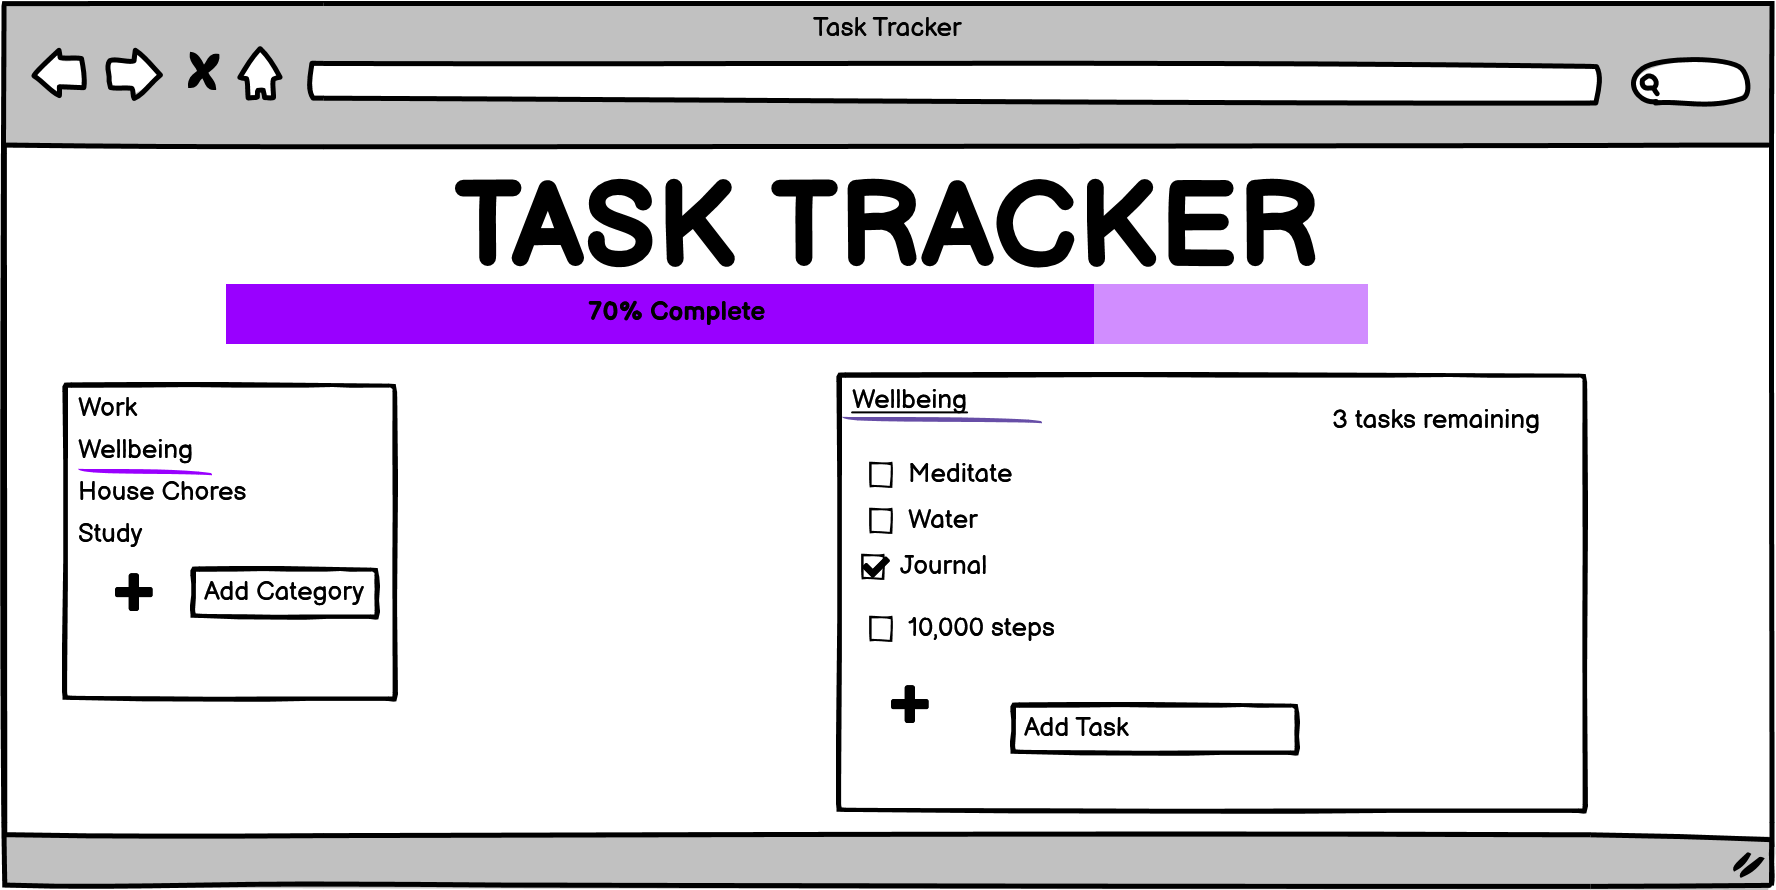 Task Tracker
TASK TRACKER
70% Complete
Work
Wellbeing
House Chores
Study
Add Category
Wellbeing
3 tasks remaining
Meditate
Water
Journal
10,000 steps
Add Task